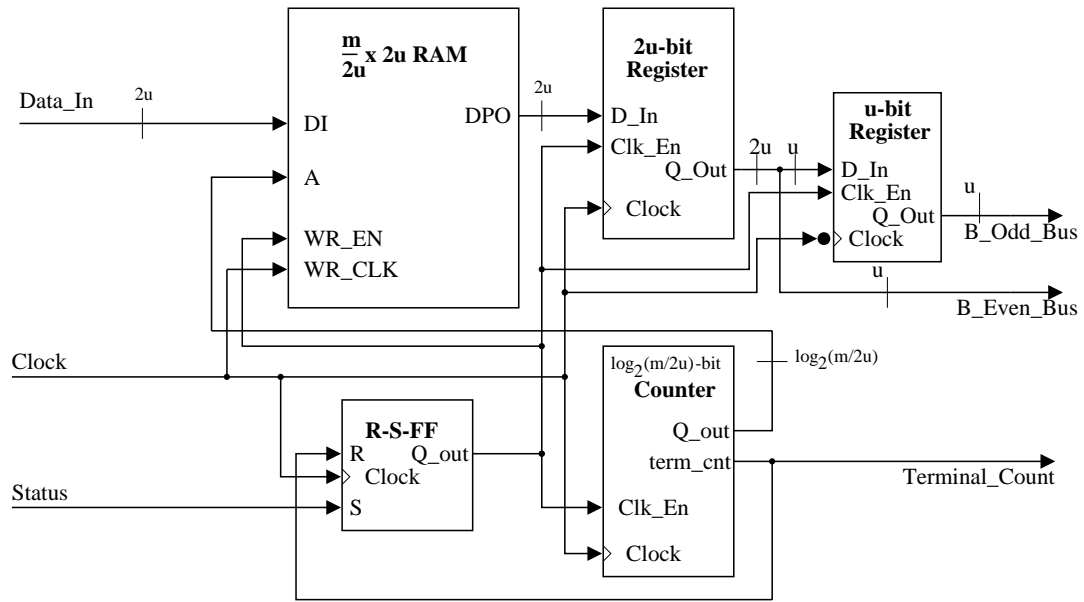 Data_In
2u
m
2u x 2u RAM
DI
A
WR_EN
WR_CLK
DPO
2u
2u-bit
Register
D_In
Clk_En
Q_Out
Clock
2u
u
u-bit
Register
D_In
Clk_En
Q_Out
Clock
u
B_Odd_Bus
u
B_Even_Bus
Clock
log2(m/2u)-bit
Counter
log2(m/2u)
Q_out
term_cnt
Clk_En
Clock
Terminal_Count
R-S-FF
R
Q_out
Clock
S
Status